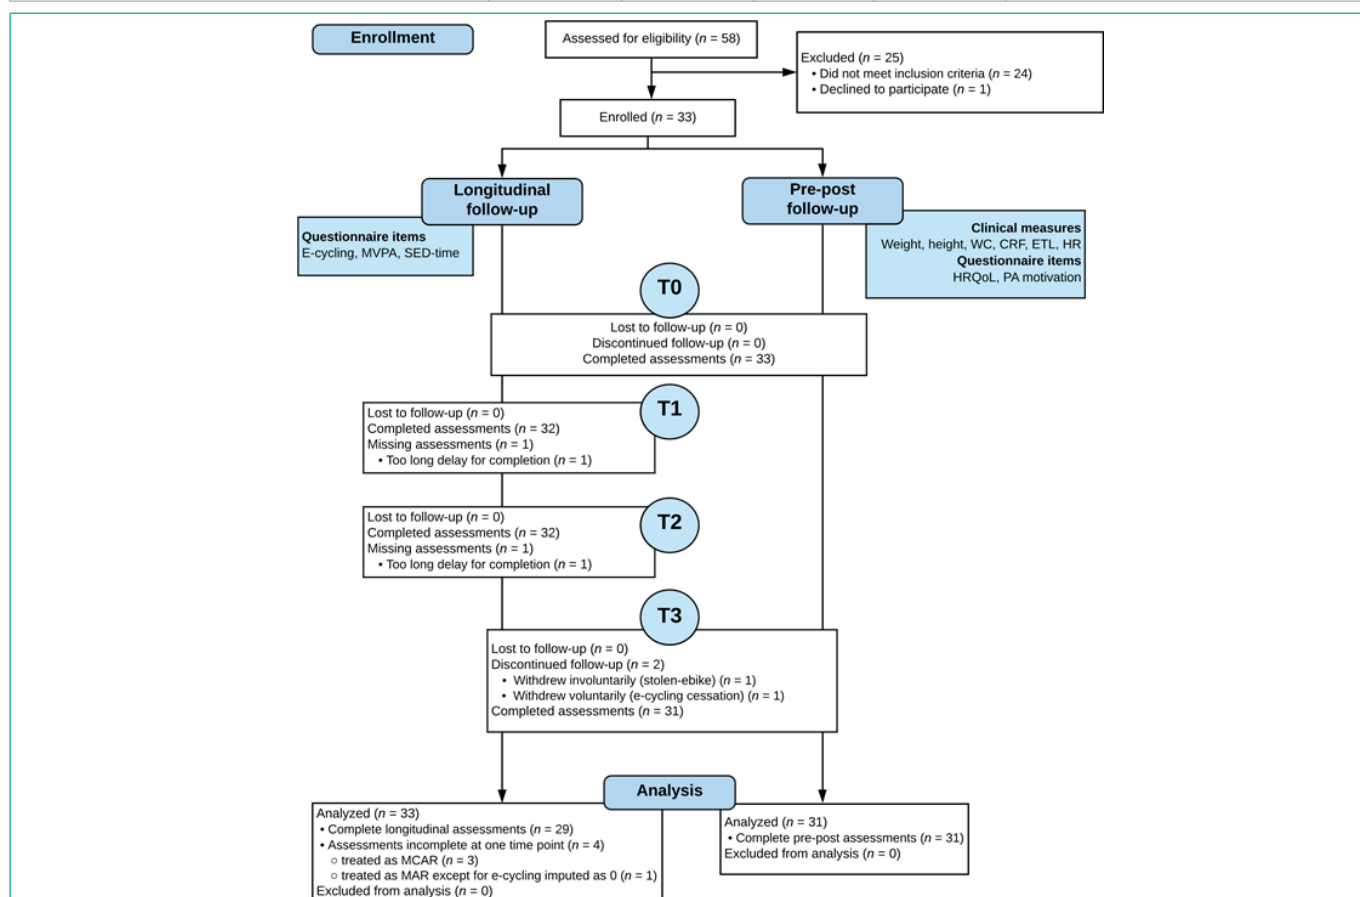 Enrollment
Assessed for eligibility (n = 58)
Excluded (n = 25)
• Did not meet inclusion criteria (n = 24)
• Declined to participate (n = 1)
Enrolled (n = 33)
Longitudinal
follow-up
Pre-post
follow-up
Questionnaire items
E-cycling, MVPA, SED-time
Clinical measures
Weight, height, WC, CRF, ETL, HR
Questionnaire items
HRQoL, PA motivation
T0
Lost to follow-up (n = 0)
Discontinued follow-up (n = 0)
Completed assessments (n = 33)
T1
Lost to follow-up (n = 0)
Completed assessments (n = 32)
Missing assessments (n = 1)
• Too long delay for completion (n = 1)
T2
Lost to follow-up (n = 0)
Completed assessments (n = 32)
Missing assessments (n = 1)
• Too long delay for completion (n = 1)
T3
Lost to follow-up (n = 0)
Discontinued follow-up (n = 2)
• Withdrew involuntarily (stolen-ebike) (n = 1)
• Withdrew voluntarily (e-cycling cessation) (n = 1)
Completed assessments (n = 31)
Analysis
Analyzed (n = 33)
• Complete longitudinal assessments (n = 29)
• Assessments incomplete at one time point (n = 4)
○ treated as MCAR (n = 3)
○ treated as MAR except for e-cycling imputed as 0 (n = 1)
Excluded from analysis (n = 0)
Analyzed (n = 31)
• Complete pre-post assessments (n = 31)
Excluded from analysis (n = 0)